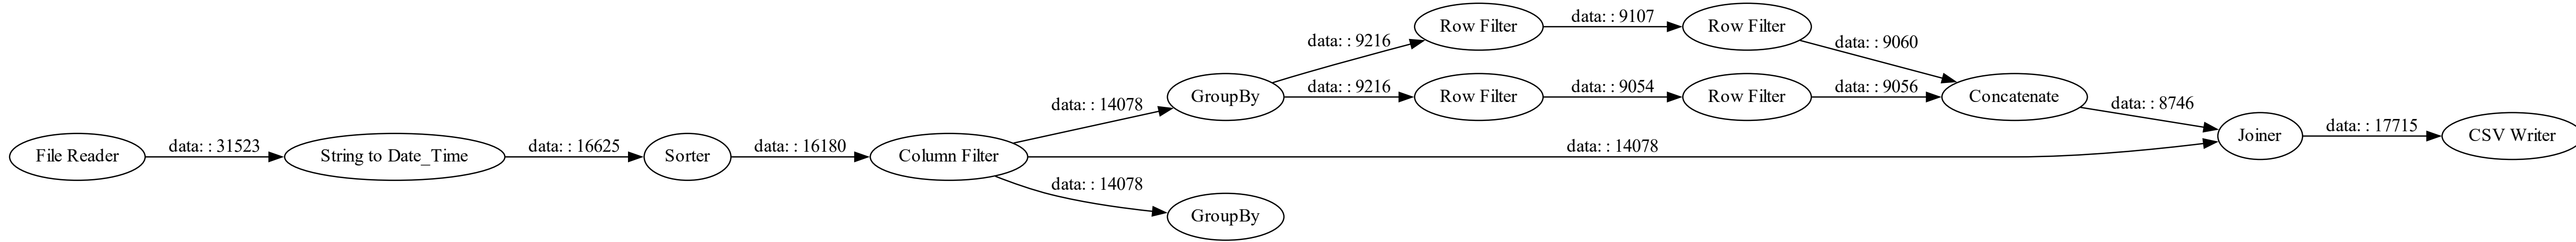 File Reader
data: : 31523
String to Date_Time
data: : 16625
Sorter
data: : 16180
Column Filter
data: : 14078
GroupBy
data: : 9216
Row Filter
data: : 9107
Row Filter
data: : 9060
data: : 9216
Row Filter
data: : 9054
Row Filter
data: : 9056
Concatenate
data: : 8746
data: : 14078
Joiner
data: : 17715
CSV Writer
data: : 14078
GroupBy